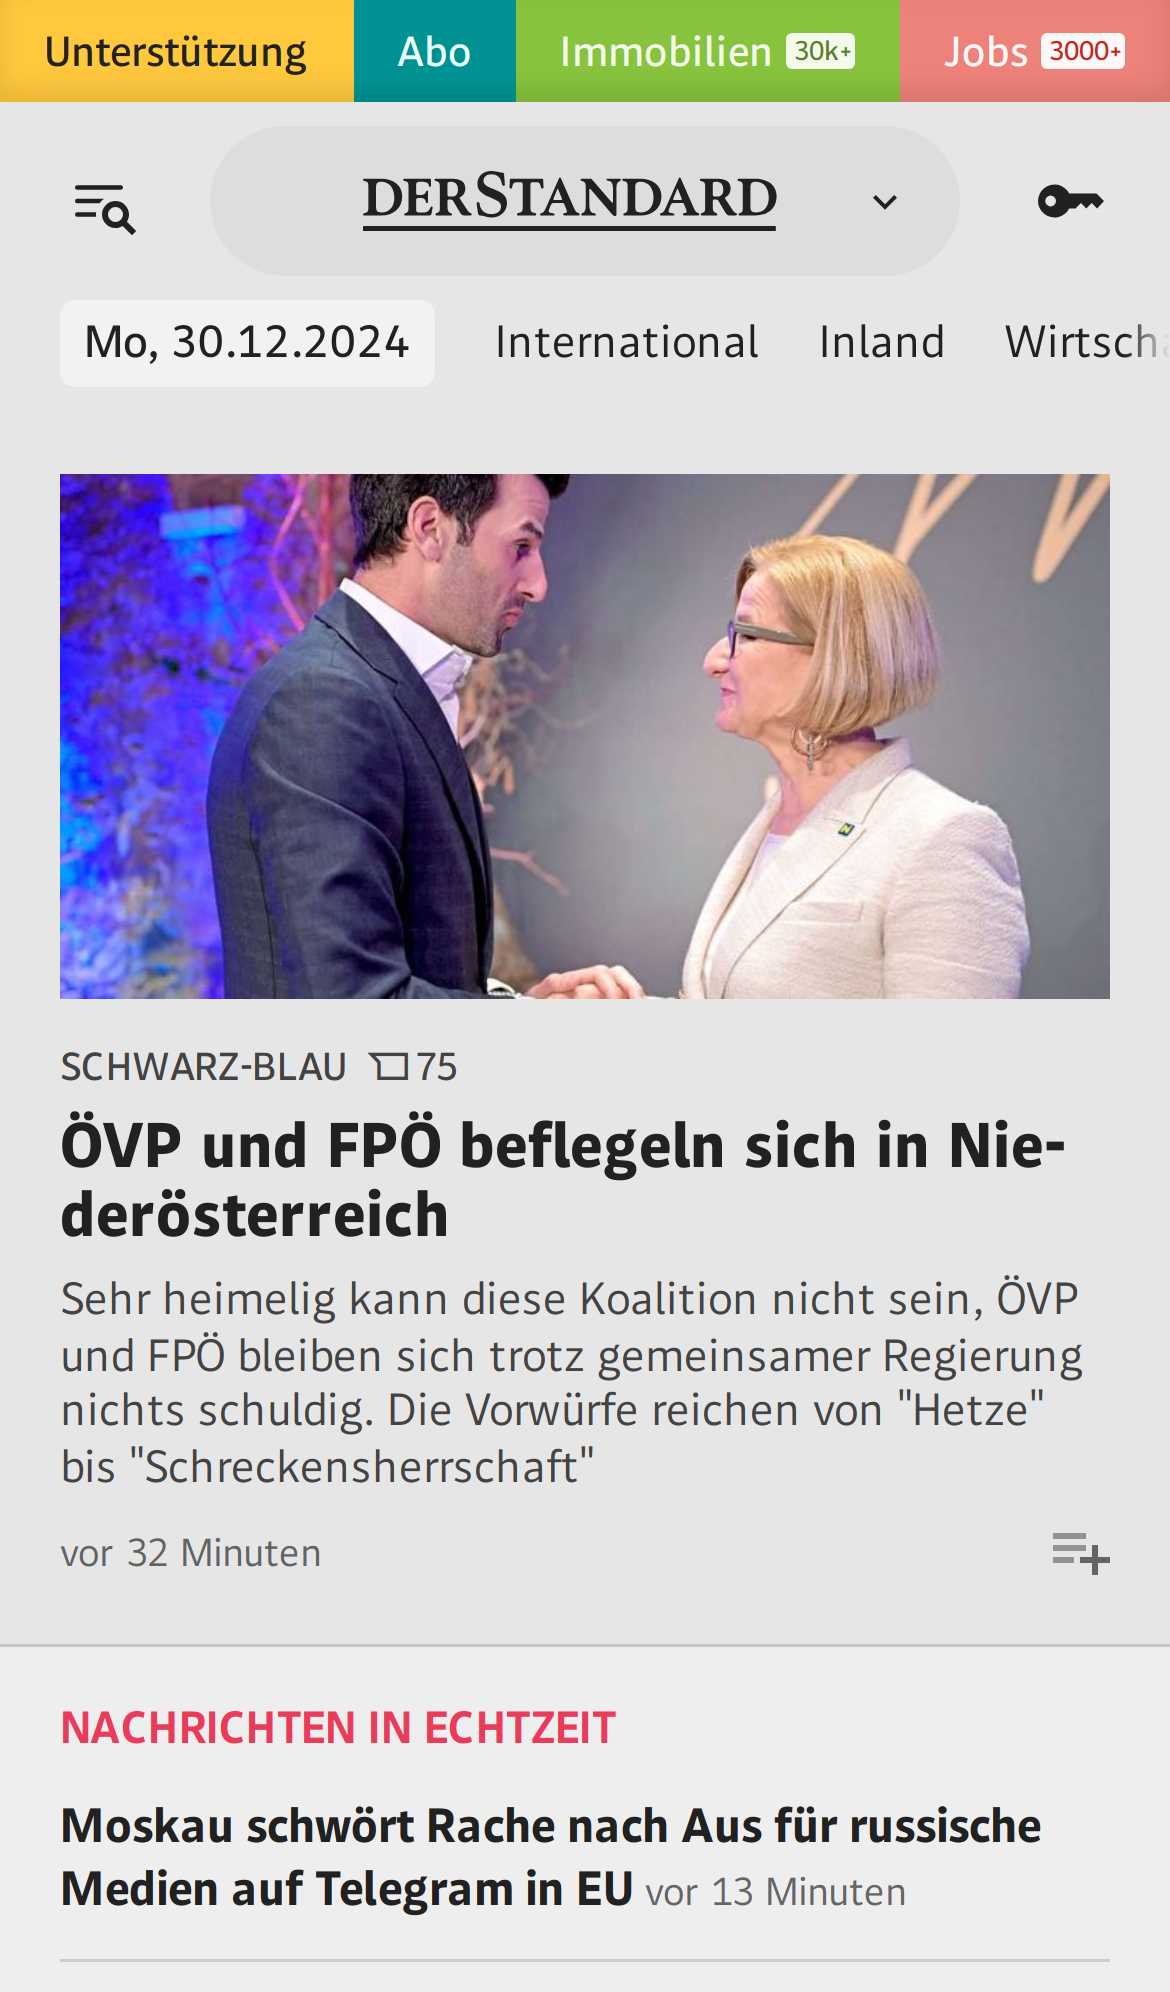 Unterstützung
Abo
Immobilien 30k+
Jobs 3000+
DERSTANDARD
Mo, 30.12.2024
International
Inland
SCHWARZ-BLAU 75
ÖVP und FPÖ beflegeln sich in Nie-
derösterreich
Sehr heimelig kann diese Koalition nicht sein, ÖVP
und FPÖ bleiben sich trotz gemeinsamer Regierung
nichts schuldig. Die Vorwürfe reichen von "Hetze"
bis "Schreckensherrschaft"
vor 32 Minuten
NACHRICHTEN IN ECHTZEIT
Moskau schwört Rache nach Aus für russische
Medien auf Telegram in EU vor 13 Minuten